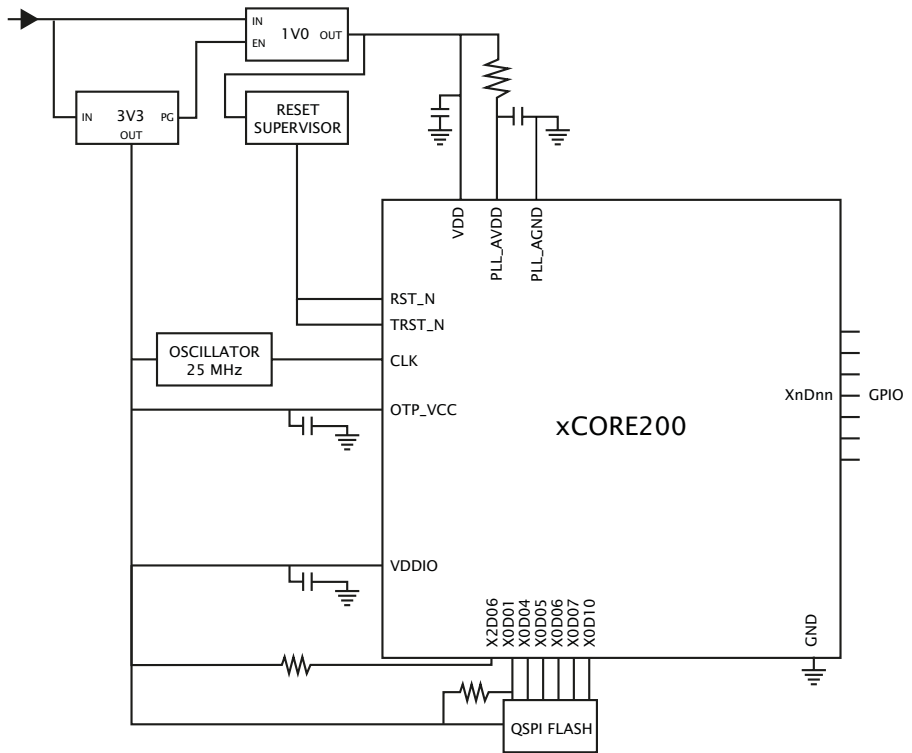 IN
1V0
OUT
EN
IN
3V3
PG
OUT
RESET
SUPERVISOR
VDD
PLL_AVDD
PLL_AGND
RST_N
TRST_N
OSCILLATOR
25 MHz
CLK
XnDnn
GPIO
OTP_VCC
xCORE200
VDDIO
X2D06
X0D01
X0D04
X0D05
X0D06
X0D07
X0D10
GND
QSPI FLASH